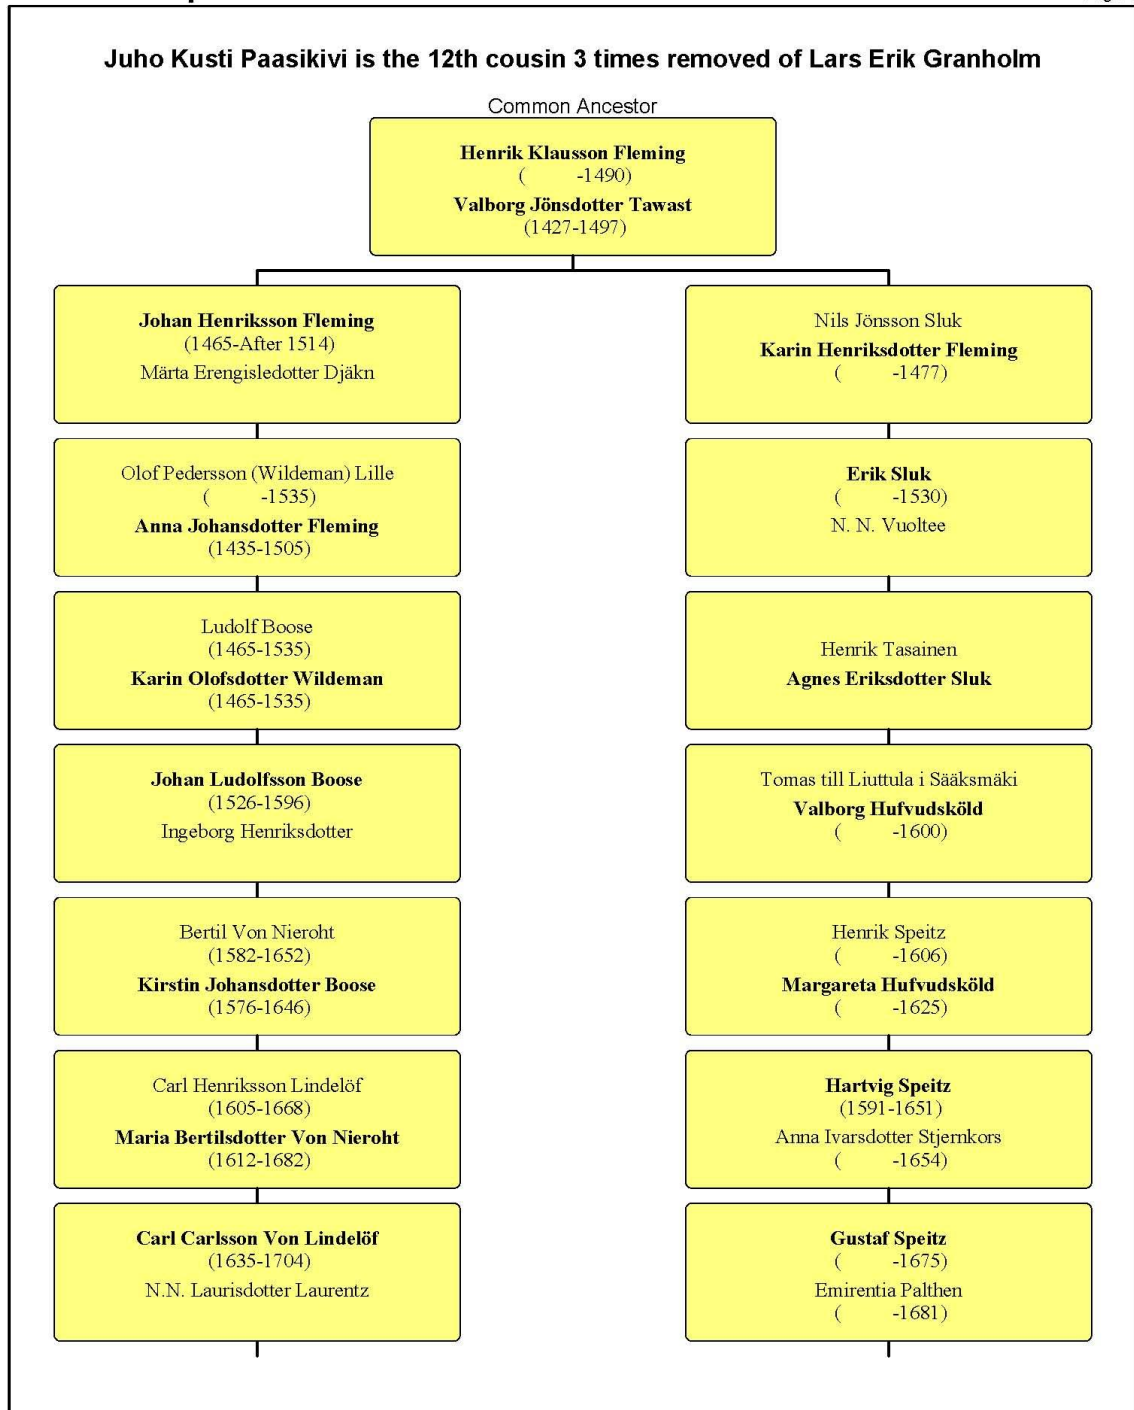 Juho Kusti Paasikivi is the 12th cousin 3 times removed of Lars Erik Granholm
Common Ancestor
Henrik Klausson Fleming
( -1490)
Valborg Jönsdotter Tawast
(1427-1497)
Johan Henriksson Fleming
(1465-After 1514)
Märta Erengisledotter Djäkn
Nils Jönsson Sluk
Karin Henriksdotter Fleming
( -1477)
Olof Pedersson (Wildeman) Lille
( -1535)
Anna Johansdotter Fleming
(1435-1505)
Erik Sluk
( -1530)
N. N. Vuoltee
Ludolf Boose
(1465-1535)
Karin Olofsdotter Wildeman
(1465-1535)
Henrik Tasainen
Agnes Eriksdotter Sluk
Johan Ludolfsson Boose
(1526-1596)
Ingeborg Henriksdotter
Tomas till Liuttula i Sääksmäki
Valborg Hufvudsköld
( -1600)
Bertil Von Nieroht
(1582-1652)
Kirstin Johansdotter Boose
(1576-1646)
Henrik Speitz
( -1606)
Margareta Hufvudsköld
( -1625)
Carl Henriksson Lindelöf
(1605-1668)
Maria Bertilsdotter Von Nieroht
(1612-1682)
Hartvig Speitz
(1591-1651)
Anna Ivarsdotter Stjernkors
( -1654)
Carl Carlsson Von Lindelöf
(1635-1704)
N.N. Laurisdotter Laurentz
Gustaf Speitz
( -1675)
Emirentia Palthen
( -1681)